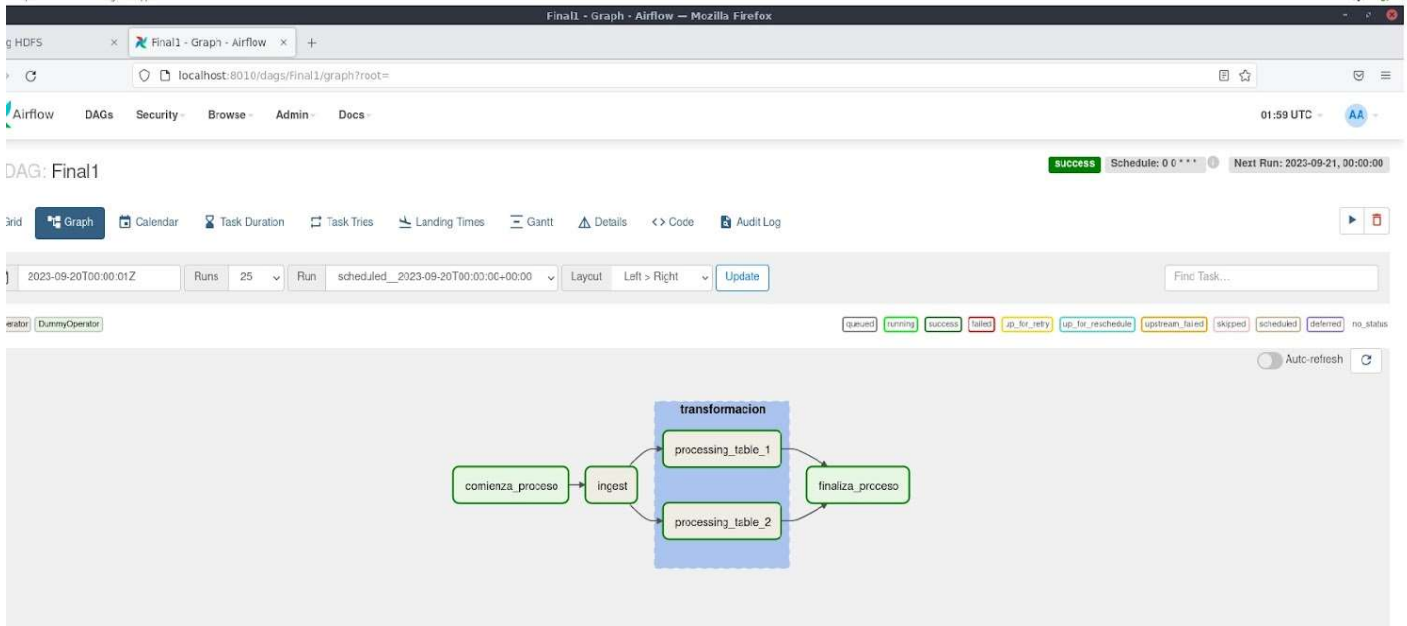 Final1 - Graph - Airflow — Mozilla Firefox
g HDFS
Final1 - Graph - Airflow
localhost:8010/dags/Final1/graph?root=
Airflow DAGs Security Browse Admin Docs 01:59 UTC AA
DAG: Final1 success Schedule: 0 0 * * * Next Run: 2023-09-21, 00:00:00
Grid Graph Calendar Task Duration Task Tries Landing Times Gantt Details <> Code Audit Log
2023-09-20T00:00:01Z Runs 25 Run scheduled__2023-09-20T00:00:00+00:00 Layout Left > Right Update Find Task...
erator DummyOperator queued running success failed up_for_retry up_for_reschedule upstream_failed skipped scheduled deferred no_status
Auto-refresh
transformacion
processing_table_1
comienza_proceso ingest finaliza_proceso
processing_table_2